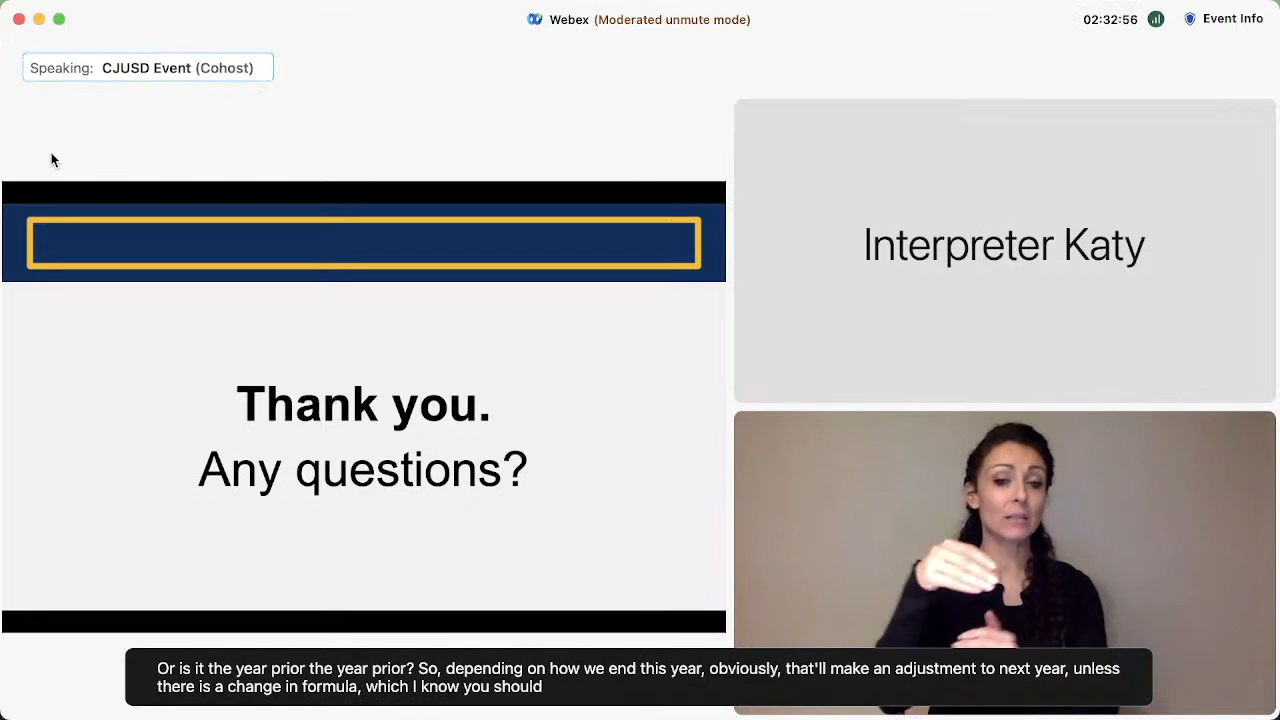 Webex (Moderated unmute mode)
02:32:56
Event Info
Speaking: CJUSD Event (Cohost)
Interpreter Katy
Thank you.
Any questions?
Or is it the year prior the year prior? So, depending on how we end this year, obviously, that'll make an adjustment to next year, unless
there is a change in formula, which I know you should